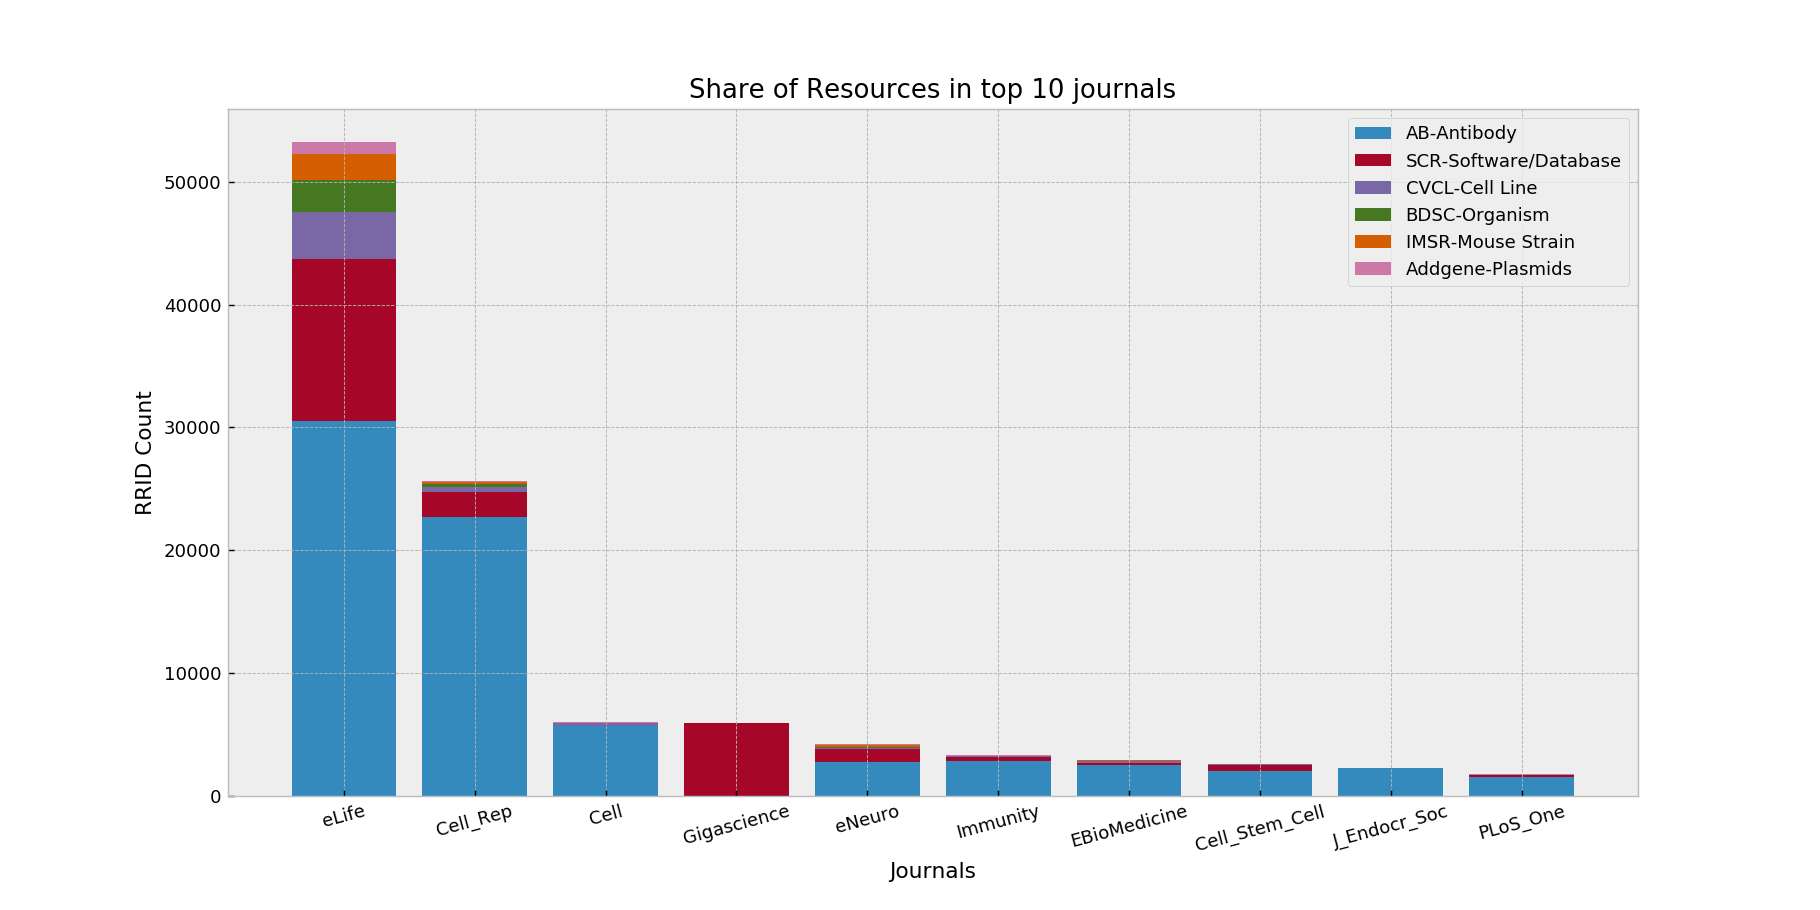 Share of Resources in top 10 journals
AB-Antibody
SCR-Software/Database
CVCL-Cell Line
BDSC-Organism
IMSR-Mouse Strain
Addgene-Plasmids
RRID Count
50000
40000
30000
20000
10000
0
eLife
Cell_Rep
Cell
Gigascience
eNeuro
Immunity
EBioMedicine
Cell_Stem_Cell
J_Endocr_Soc
PLoS_One
Journals